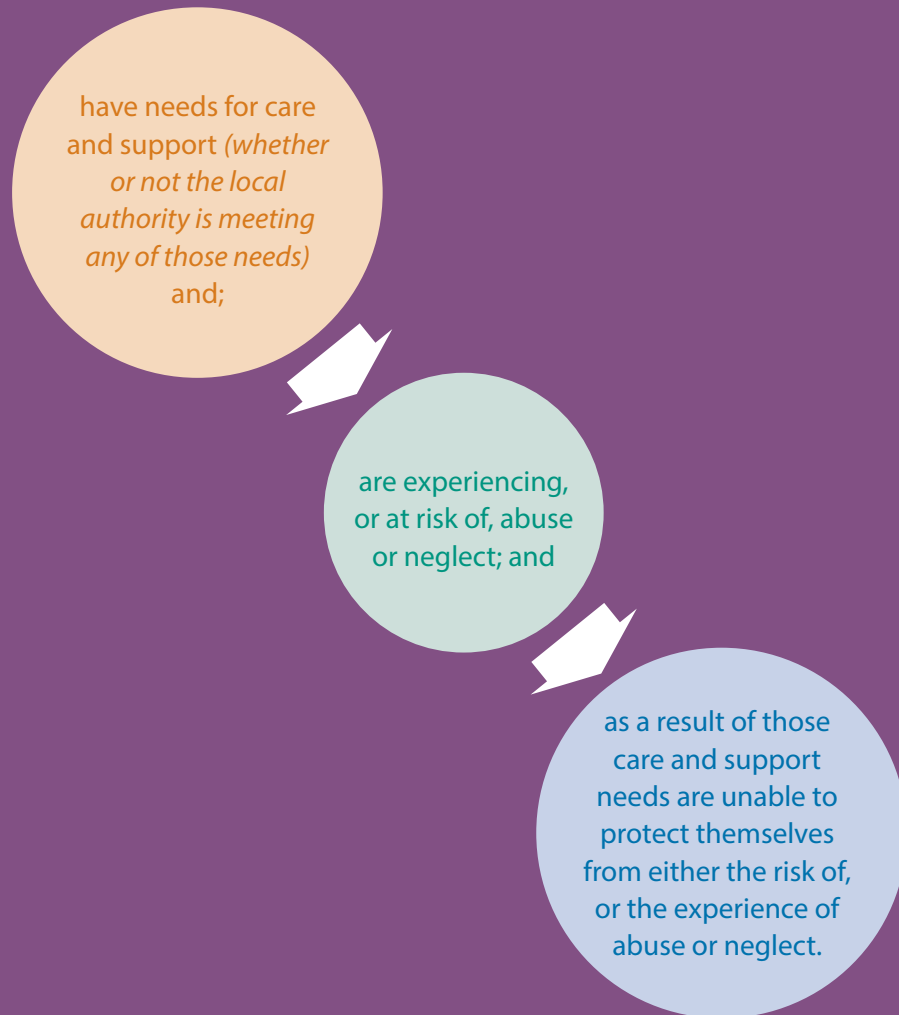 have needs for care
and support (whether
or not the local
authority is meeting
any of those needs)
and;
are experiencing,
or at risk of, abuse
or neglect; and
as a result of those
care and support
needs are unable to
protect themselves
from either the risk of,
or the experience of
abuse or neglect.